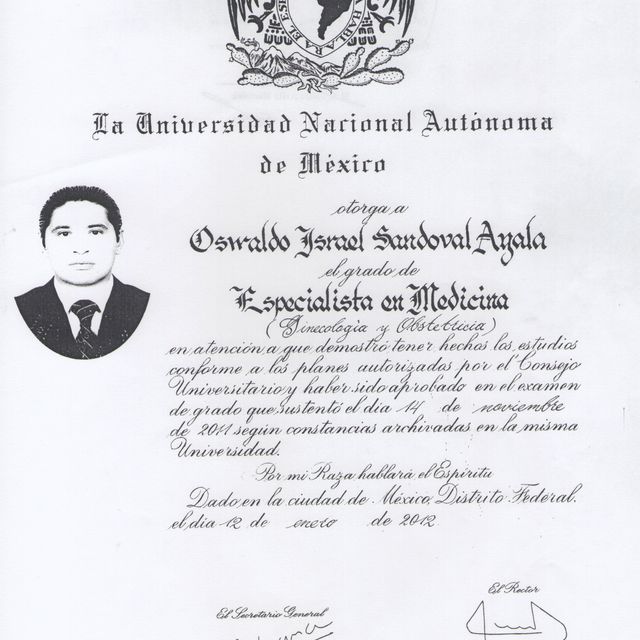 La Universidad Nacional Autónoma
de México
otorga a
Oswaldo Israel Sandoval Ayala
el grado de
Especialista en Medicina
(Ginecología y Obstetricia)
en atención a que demostró tener hechos los estudios
conforme a los planes autorizados por el Consejo
Universitario y haber sido aprobado en el examen
de grado que sustentó el día 14 de noviembre
de 2011 según constancias archivadas en la misma
Universidad.
Por mi Raza hablará el Espíritu
Dado en la ciudad de México, Distrito Federal,
el día 12 de enero de 2012
El Rector
El Secretario General